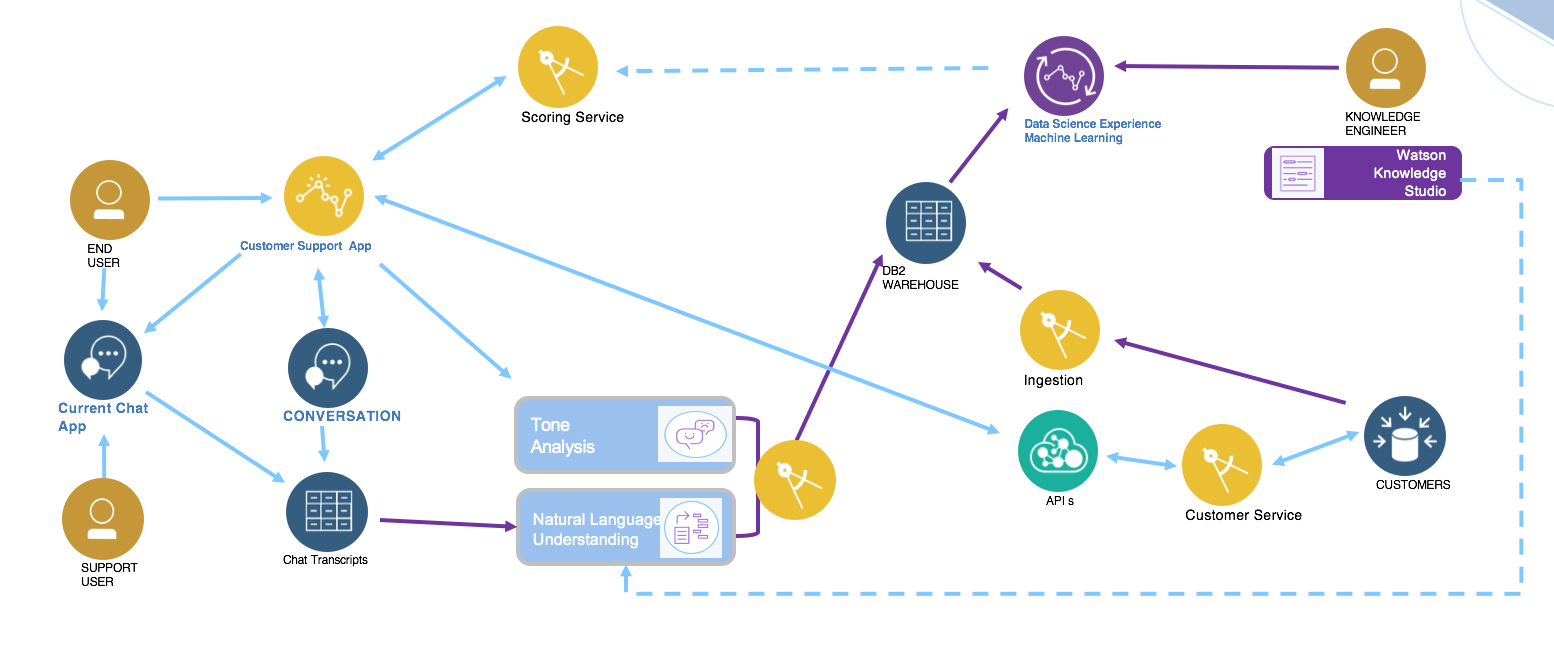 Scoring Service
Data Science Experience
Machine Learning
KNOWLEDGE
ENGINEER
Watson
Knowledge
Studio
END
USER
Customer Support App
DB2
WAREHOUSE
Ingestion
Current Chat
App
CONVERSATION
Tone
Analysis
API s
Customer Service
CUSTOMERS
Natural Language
Understanding
Chat Transcripts
SUPPORT
USER